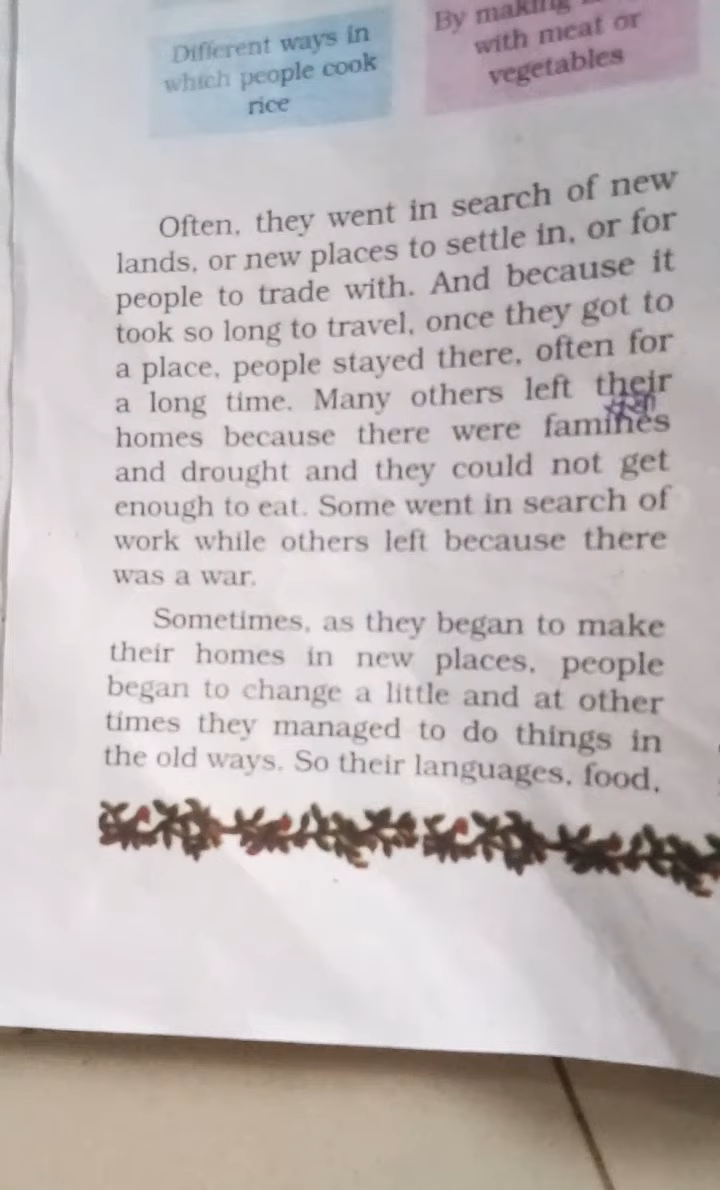 Different ways in
which people cook
rice
By making
with meat or
vegetables
Often, they went in search of new
lands, or new places to settle in, or for
people to trade with. And because it
took so long to travel, once they got to
a place, people stayed there, often for
a long time. Many others left their
homes because there were famines
and drought and they could not get
enough to eat. Some went in search of
work while others left because there
was a war.
Sometimes, as they began to make
their homes in new places, people
began to change a little and at other
times they managed to do things in
the old ways. So their languages, food,